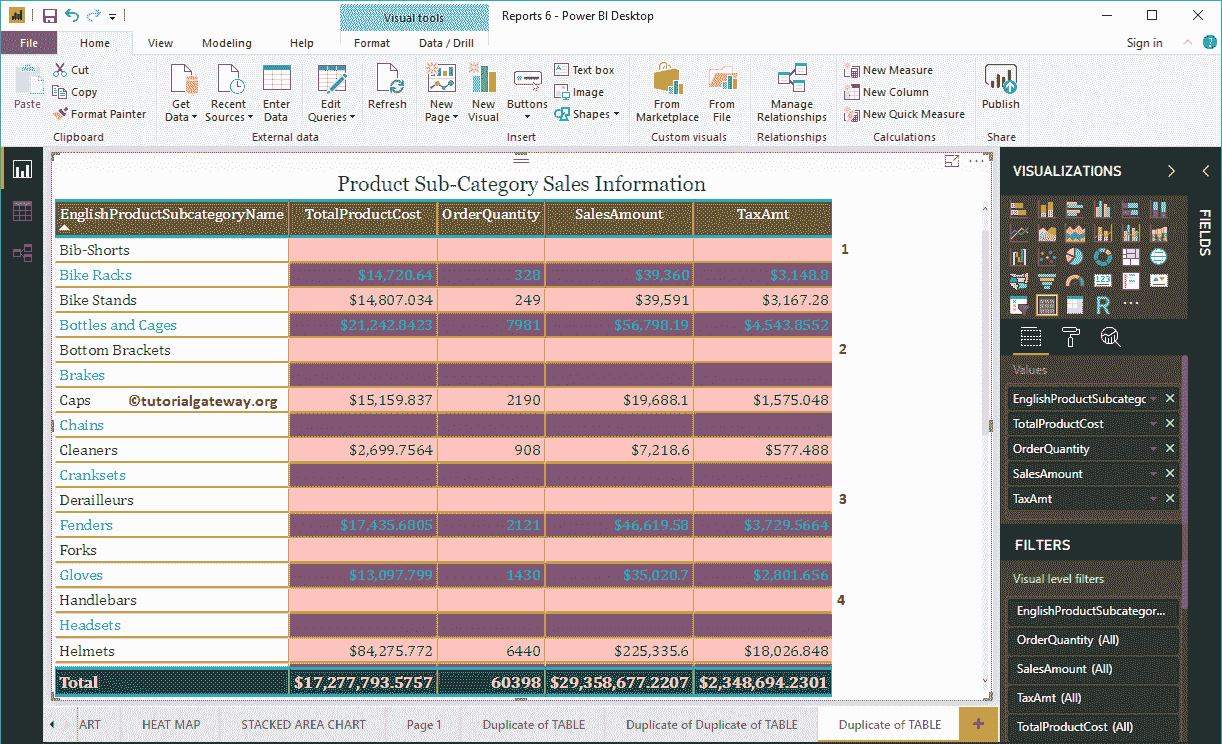 Visual tools
Reports 6 - Power BI Desktop
File Home View Modeling Help Format Data / Drill Sign in ?
Paste
Cut
Copy
Format Painter
Clipboard
Get Data
Recent Sources
Enter Data
Edit Queries
External data
Refresh
New Page
New Visual
Buttons
Text box
Image
Shapes
Insert
From Marketplace
From File
Custom visuals
Manage Relationships
Relationships
New Measure
New Column
New Quick Measure
Calculations
Publish
Share
Product Sub-Category Sales Information
EnglishProductSubcategoryName TotalProductCost OrderQuantity SalesAmount TaxAmt
Bib-Shorts 1
Bike Racks $14,720.64 328 $39,360 $3,148.8
Bike Stands $14,807.034 249 $39,591 $3,167.28
Bottles and Cages $21,242.8423 7981 $56,798.19 $4,543.8552
Bottom Brackets 2
Brakes
Caps ©tutorialgateway.org $15,159.837 2190 $19,688.1 $1,575.048
Chains
Cleaners $2,699.7564 908 $7,218.6 $577.488
Cranksets
Derailleurs 3
Fenders $17,435.6805 2121 $46,619.58 $3,729.5664
Forks
Gloves $13,097.799 1430 $35,020.7 $2,801.656
Handlebars 4
Headsets
Helmets $84,275.772 6440 $225,335.6 $18,026.848
Total $17,277,793.5757 60398 $29,358,677.2207 $2,348,694.2301
VISUALIZATIONS
FIELDS
123
R
Values
EnglishProductSubcateg
TotalProductCost
OrderQuantity
SalesAmount
TaxAmt
FILTERS
Visual level filters
EnglishProductSubcategor...
OrderQuantity (All)
SalesAmount (All)
TaxAmt (All)
TotalProductCost (All)
ART HEAT MAP STACKED AREA CHART Page 1 Duplicate of TABLE Duplicate of Duplicate of TABLE Duplicate of TABLE +